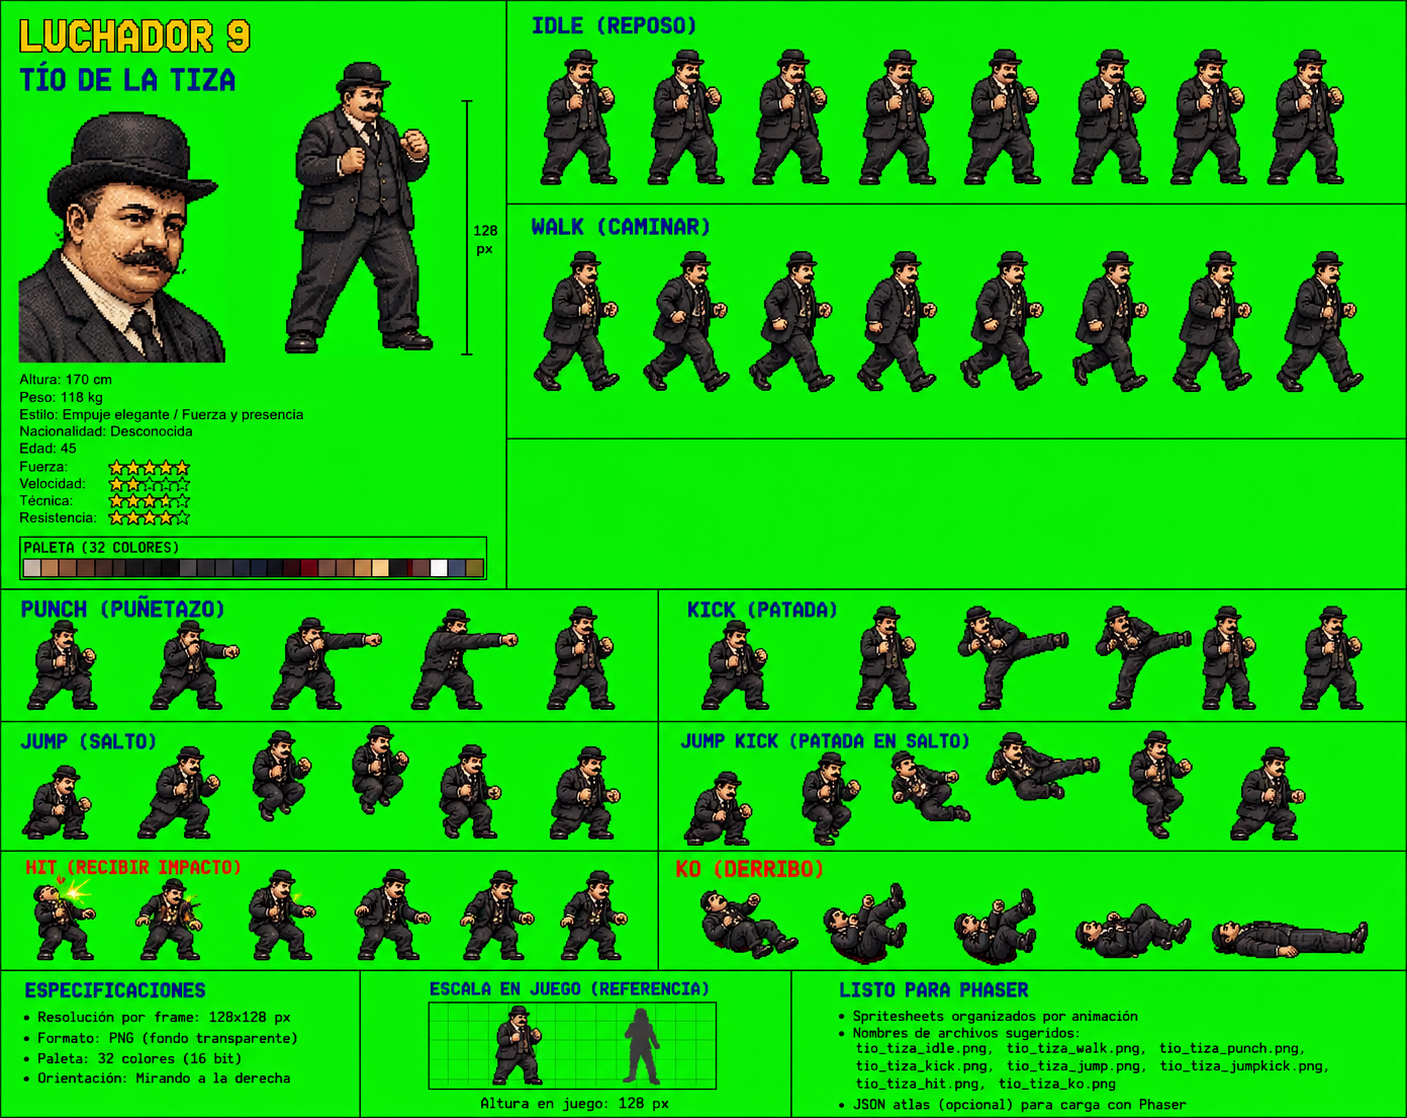 LUCHADOR 9
TÍO DE LA TIZA
128
px
Altura: 170 cm
Peso: 118 kg
Estilo: Empuje elegante / Fuerza y presencia
Nacionalidad: Desconocida
Edad: 45
Fuerza:
Velocidad:
Técnica:
Resistencia:
PALETA (32 COLORES)
IDLE (REPOSO)
WALK (CAMINAR)
PUNCH (PUÑETAZO)
KICK (PATADA)
JUMP (SALTO)
JUMP KICK (PATADA EN SALTO)
HIT (RECIBIR IMPACTO)
KO (DERRIBO)
ESPECIFICACIONES
• Resolución por frame: 128x128 px
• Formato: PNG (fondo transparente)
• Paleta: 32 colores (16 bit)
• Orientación: Mirando a la derecha
ESCALA EN JUEGO (REFERENCIA)
Altura en juego: 128 px
LISTO PARA PHASER
• Spritesheets organizados por animación
• Nombres de archivos sugeridos:
tio_tiza_idle.png, tio_tiza_walk.png, tio_tiza_punch.png,
tio_tiza_kick.png, tio_tiza_jump.png, tio_tiza_jumpkick.png,
tio_tiza_hit.png, tio_tiza_ko.png
• JSON atlas (opcional) para carga con Phaser